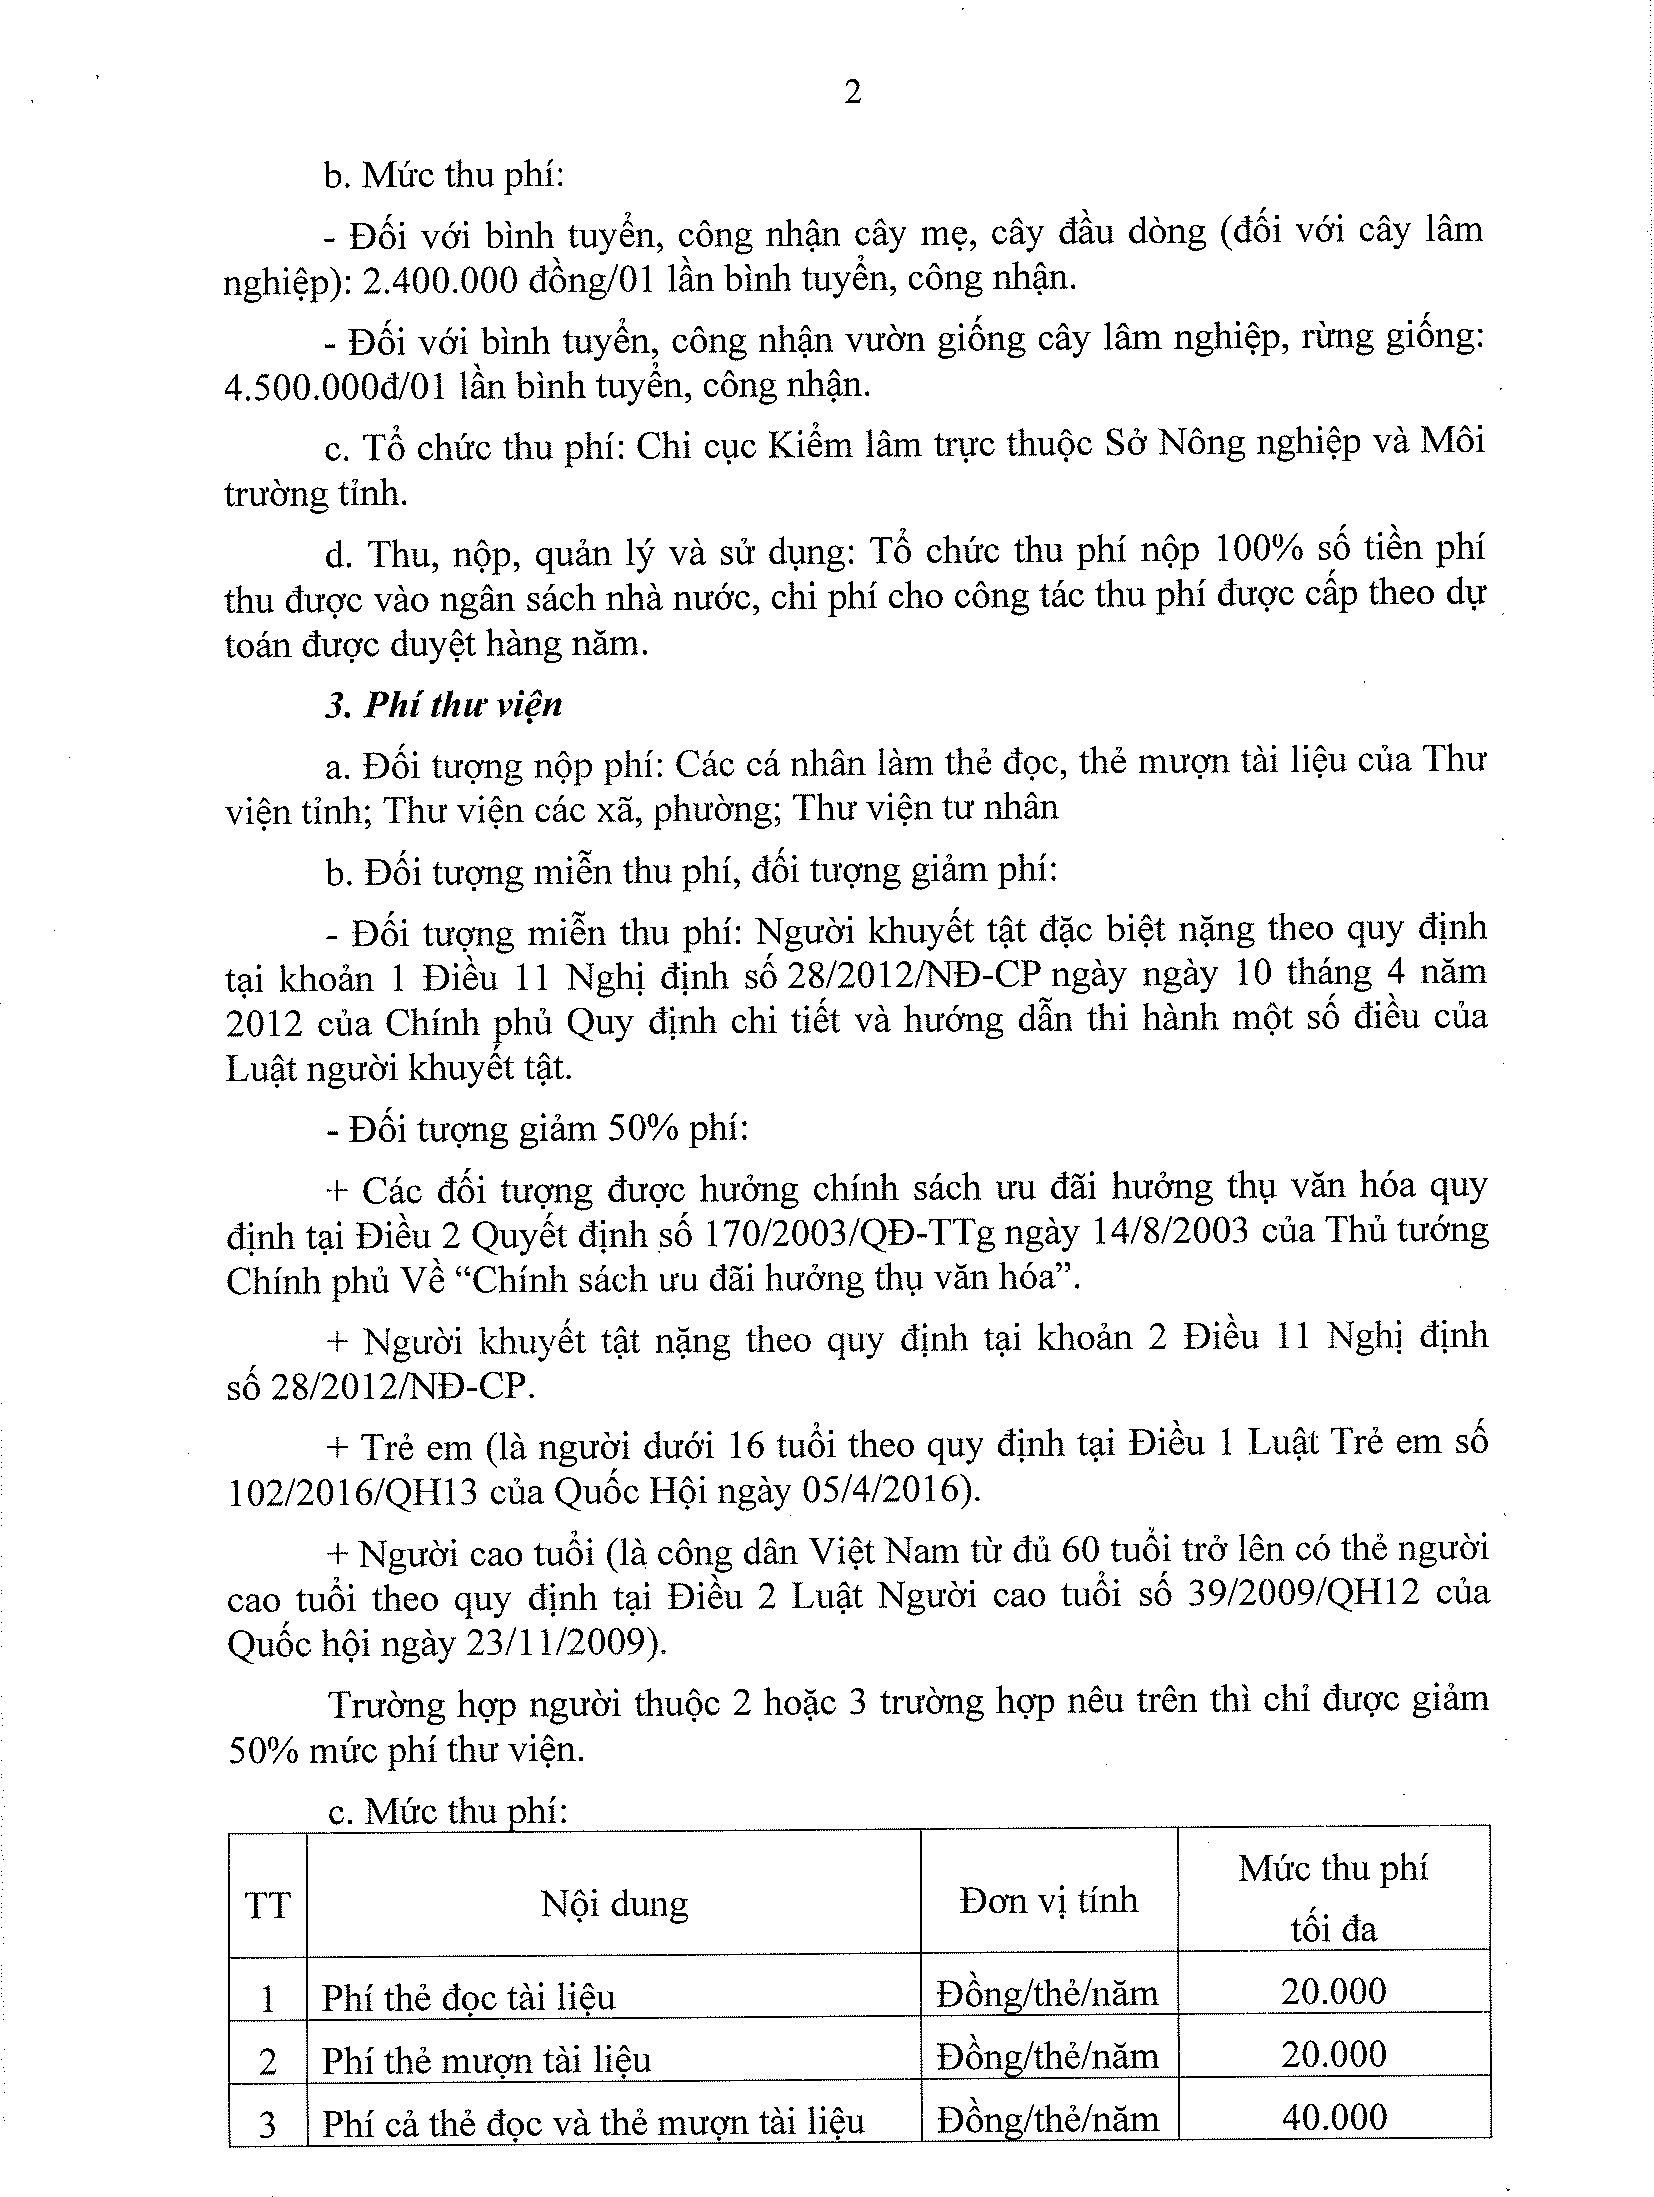 2
b. Mức thu phí:
- Đối với bình tuyển, công nhận cây mẹ, cây đầu dòng (đối với cây lâm
nghiệp): 2.400.000 đồng/01 lần bình tuyển, công nhận.
- Đối với bình tuyển, công nhận vườn giống cây lâm nghiệp, rừng giống:
4.500.000đ/01 lần bình tuyển, công nhận.
c. Tổ chức thu phí: Chi cục Kiểm lâm trực thuộc Sở Nông nghiệp và Môi
trường tỉnh.
d. Thu, nộp, quản lý và sử dụng: Tổ chức thu phí nộp 100% số tiền phí
thu được vào ngân sách nhà nước, chi phí cho công tác thu phí được cấp theo dự
toán được duyệt hàng năm.
3. Phí thư viện
a. Đối tượng nộp phí: Các cá nhân làm thẻ đọc, thẻ mượn tài liệu của Thư
viện tỉnh; Thư viện các xã, phường; Thư viện tư nhân
b. Đối tượng miễn thu phí, đối tượng giảm phí:
- Đối tượng miễn thu phí: Người khuyết tật đặc biệt nặng theo quy định
tại khoản 1 Điều 11 Nghị định số 28/2012/NĐ-CP ngày ngày 10 tháng 4 năm
2012 của Chính phủ Quy định chi tiết và hướng dẫn thi hành một số điều của
Luật người khuyết tật.
- Đối tượng giảm 50% phí:
+ Các đối tượng được hưởng chính sách ưu đãi hưởng thụ văn hóa quy
định tại Điều 2 Quyết định số 170/2003/QĐ-TTg ngày 14/8/2003 của Thủ tướng
Chính phủ Về “Chính sách ưu đãi hưởng thụ văn hóa”.
+ Người khuyết tật nặng theo quy định tại khoản 2 Điều 11 Nghị định
số 28/2012/NĐ-CP.
+ Trẻ em (là người dưới 16 tuổi theo quy định tại Điều 1 Luật Trẻ em số
102/2016/QH13 của Quốc Hội ngày 05/4/2016).
+ Người cao tuổi (là công dân Việt Nam từ đủ 60 tuổi trở lên có thẻ người
cao tuổi theo quy định tại Điều 2 Luật Người cao tuổi số 39/2009/QH12 của
Quốc hội ngày 23/11/2009).
Trường hợp người thuộc 2 hoặc 3 trường hợp nêu trên thì chỉ được giảm
50% mức phí thư viện.
c. Mức thu phí:
TT Nội dung Đơn vị tính Mức thu phí
tối đa
1 Phí thẻ đọc tài liệu Đồng/thẻ/năm 20.000
2 Phí thẻ mượn tài liệu Đồng/thẻ/năm 20.000
3 Phí cả thẻ đọc và thẻ mượn tài liệu Đồng/thẻ/năm 40.000